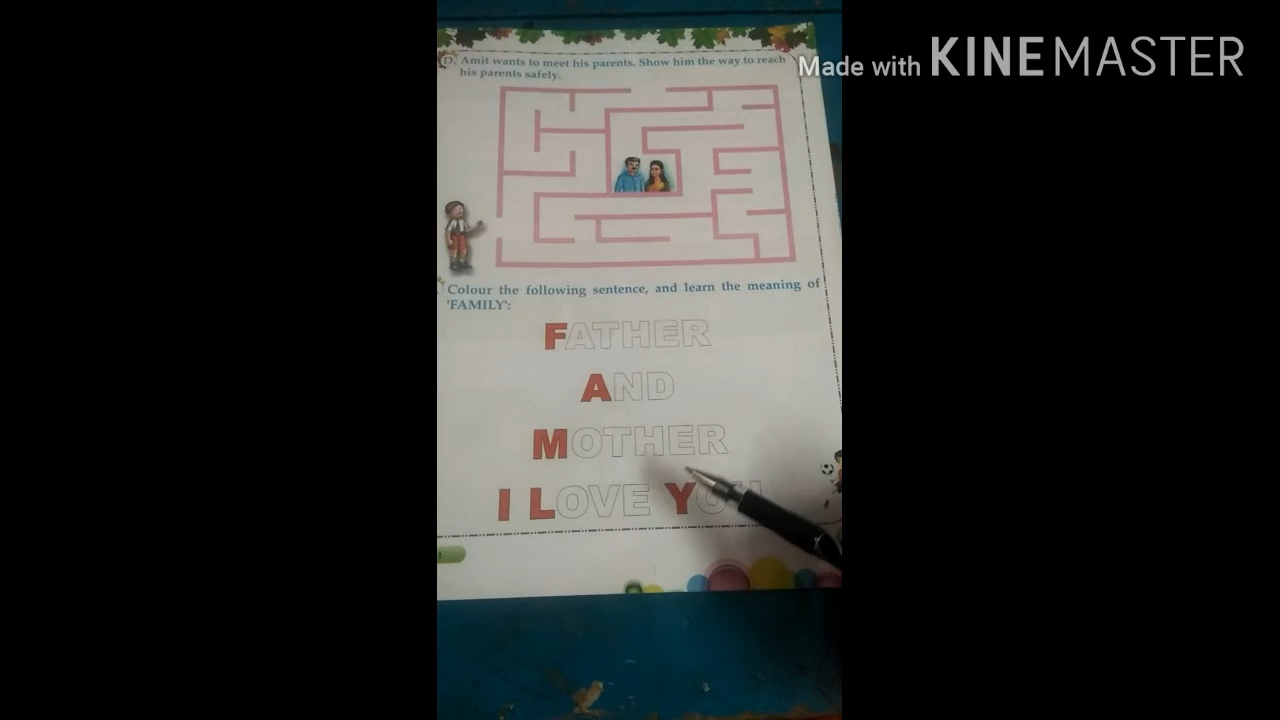 Made with KINEMASTER
D. Amit wants to meet his parents. Show him the way to reach
his parents safely.
Colour the following sentence, and learn the meaning of
'FAMILY':
FATHER
AND
MOTHER
I LOVE YOU